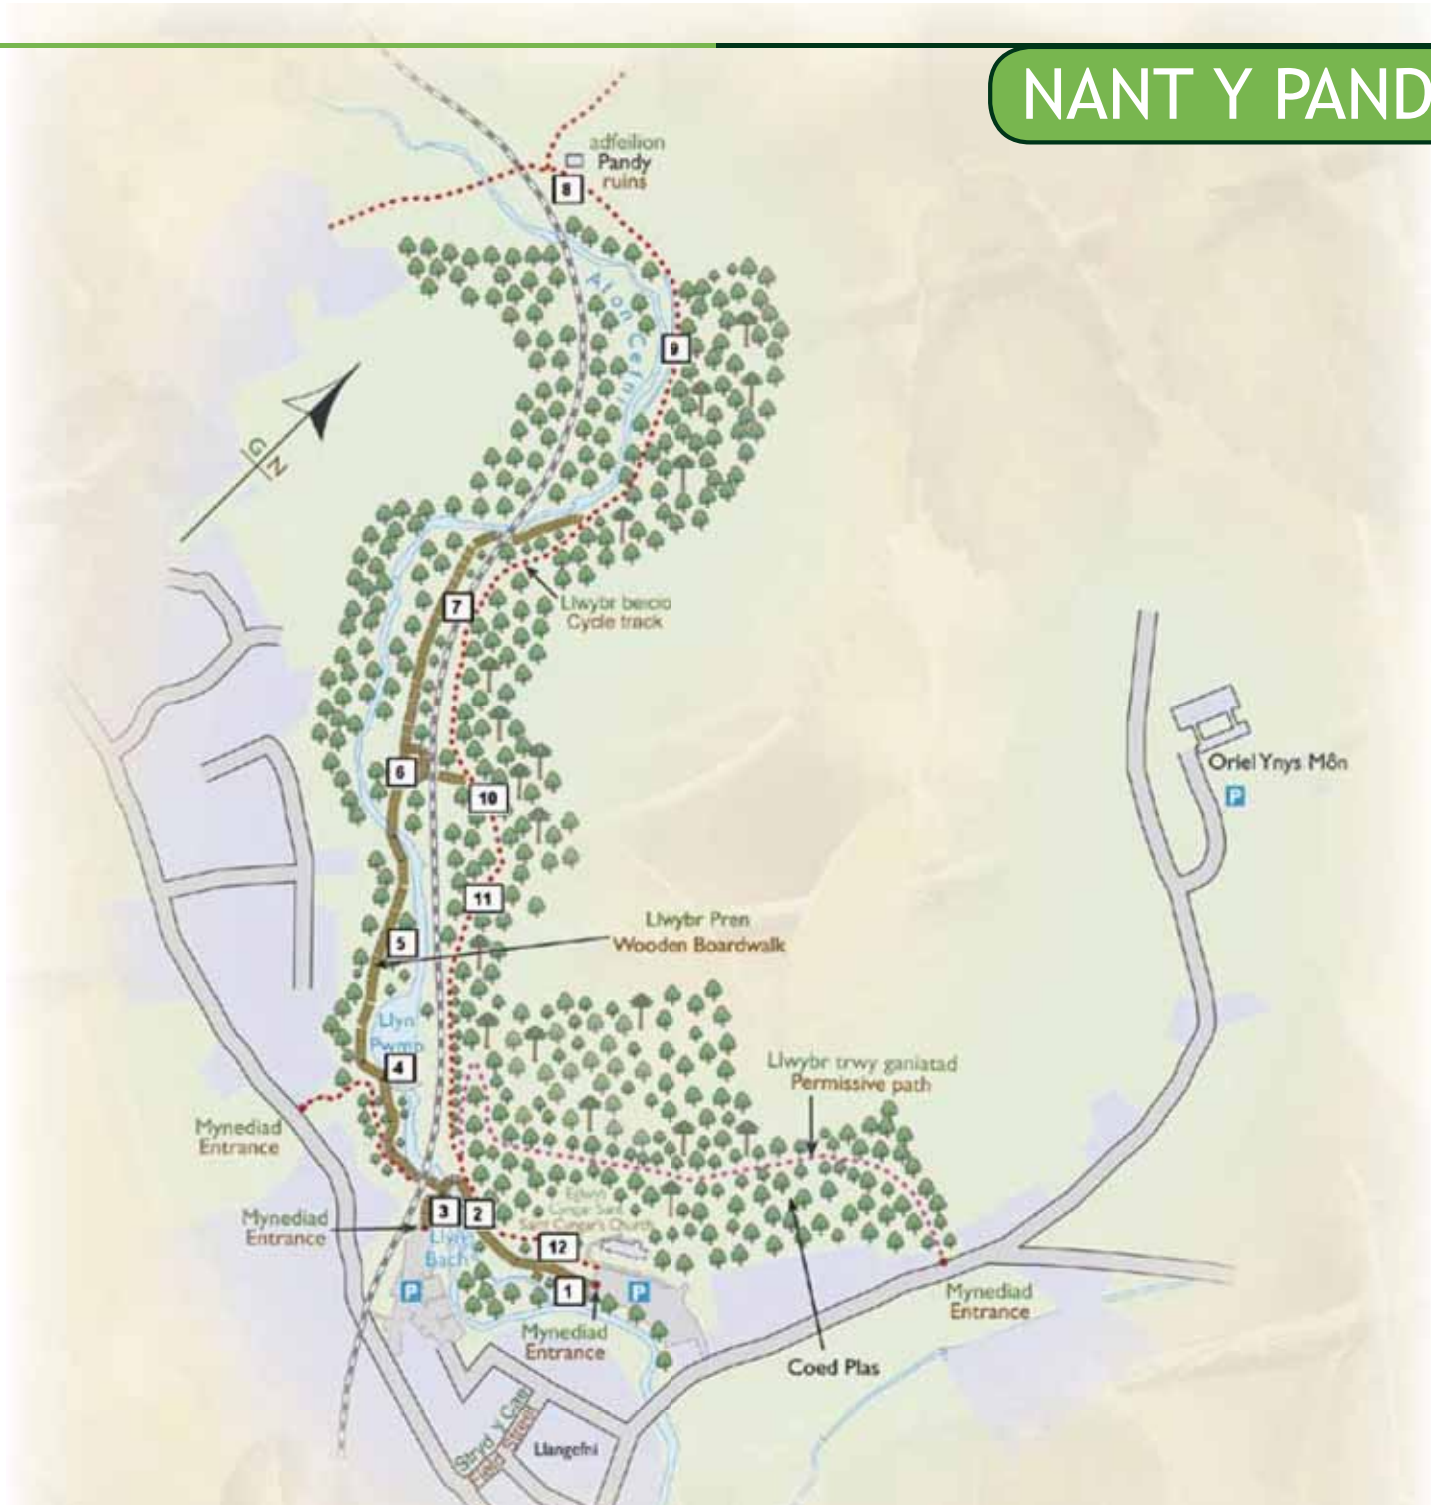 NANT Y PAND
adfeilion
Pandy
ruins
8
Afon Cefni
9
G
N
Llwybr beicio
Cycle track
7
Oriel Ynys Môn
P
6
10
11
Llwybr Pren
Wooden Boardwalk
5
Llyn
Pwmp
4
Llwybr trwy ganiatad
Permissive path
Mynediad
Entrance
Eglwys
Cyngar Sant
Saint Cyngar's Church
3
2
Mynediad
Entrance
Llyn
Bach
12
P
1
P
Mynediad
Entrance
Mynediad
Entrance
Coed Plas
Stryd Y Cae
Field Street
Llangefni